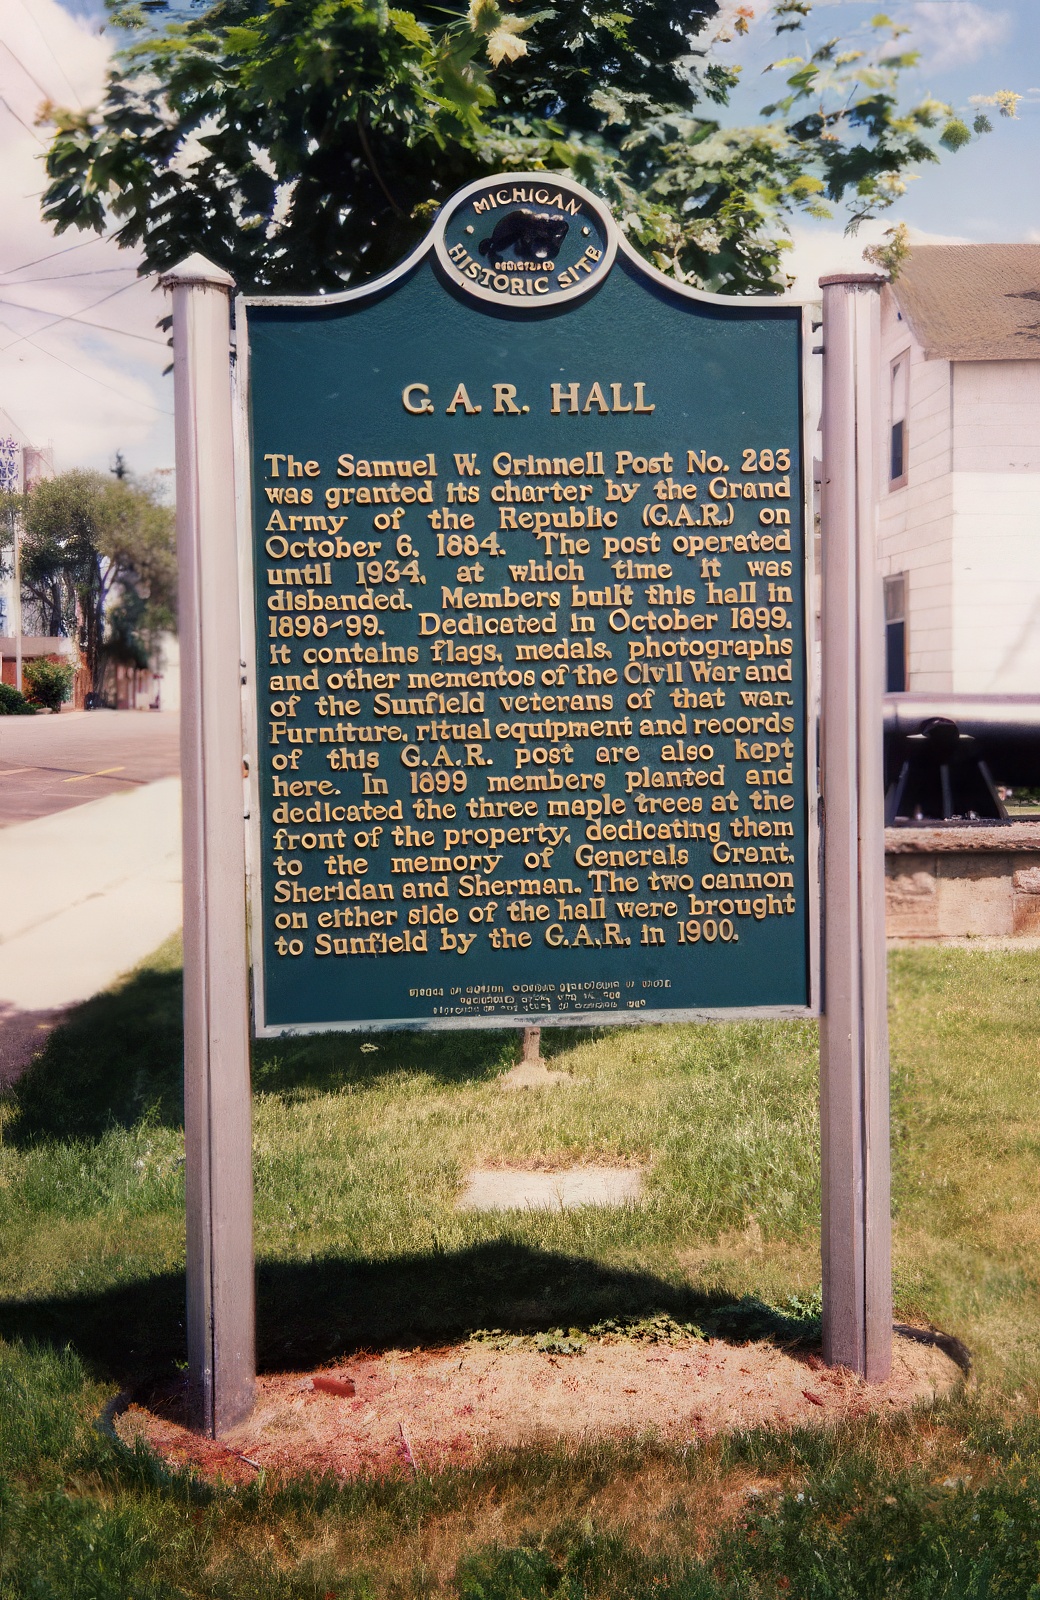 MICHIGAN
HISTORIC SITE
G.A.R. HALL
The Samuel W. Grinnell Post No. 283
was granted its charter by the Grand
Army of the Republic (G.A.R.) on
October 6, 1884. The post operated
until 1934, at which time it was
disbanded. Members built this hall in
1898-99. Dedicated in October 1899,
it contains flags, medals, photographs
and other mementos of the Civil War and
of the Sunfield veterans of that war.
Furniture, ritual equipment and records
of this G.A.R. post are also kept
here. In 1899 members planted and
dedicated the three maple trees at the
front of the property, dedicating them
to the memory of Generals Grant,
Sheridan and Sherman. The two cannon
on either side of the hall were brought
to Sunfield by the G.A.R. in 1900.